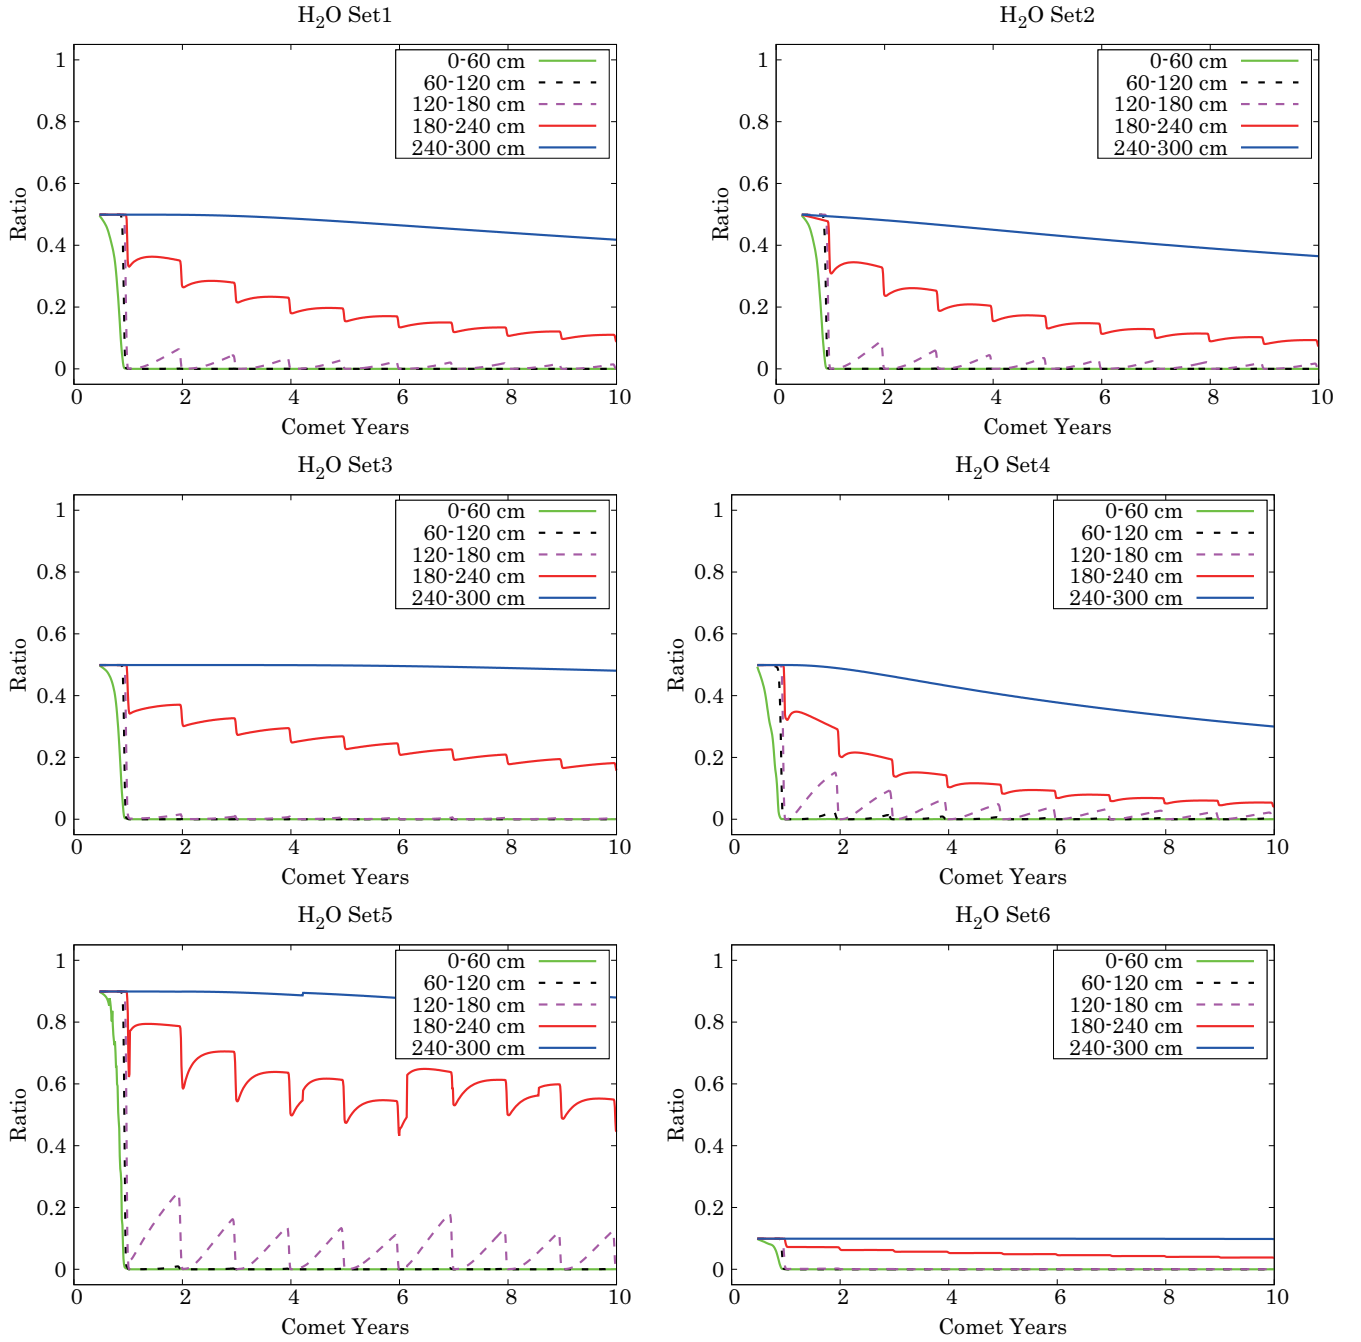 H2O Set1
1
0.8
0.6
0.4
0.2
0
Ratio
0-60 cm
60-120 cm
120-180 cm
180-240 cm
240-300 cm
0 2 4 6 8 10
Comet Years
H2O Set2
1
0.8
0.6
0.4
0.2
0
Ratio
0-60 cm
60-120 cm
120-180 cm
180-240 cm
240-300 cm
0 2 4 6 8 10
Comet Years
H2O Set3
1
0.8
0.6
0.4
0.2
0
Ratio
0-60 cm
60-120 cm
120-180 cm
180-240 cm
240-300 cm
0 2 4 6 8 10
Comet Years
H2O Set4
1
0.8
0.6
0.4
0.2
0
Ratio
0-60 cm
60-120 cm
120-180 cm
180-240 cm
240-300 cm
0 2 4 6 8 10
Comet Years
H2O Set5
1
0.8
0.6
0.4
0.2
0
Ratio
0-60 cm
60-120 cm
120-180 cm
180-240 cm
240-300 cm
0 2 4 6 8 10
Comet Years
H2O Set6
1
0.8
0.6
0.4
0.2
0
Ratio
0-60 cm
60-120 cm
120-180 cm
180-240 cm
240-300 cm
0 2 4 6 8 10
Comet Years